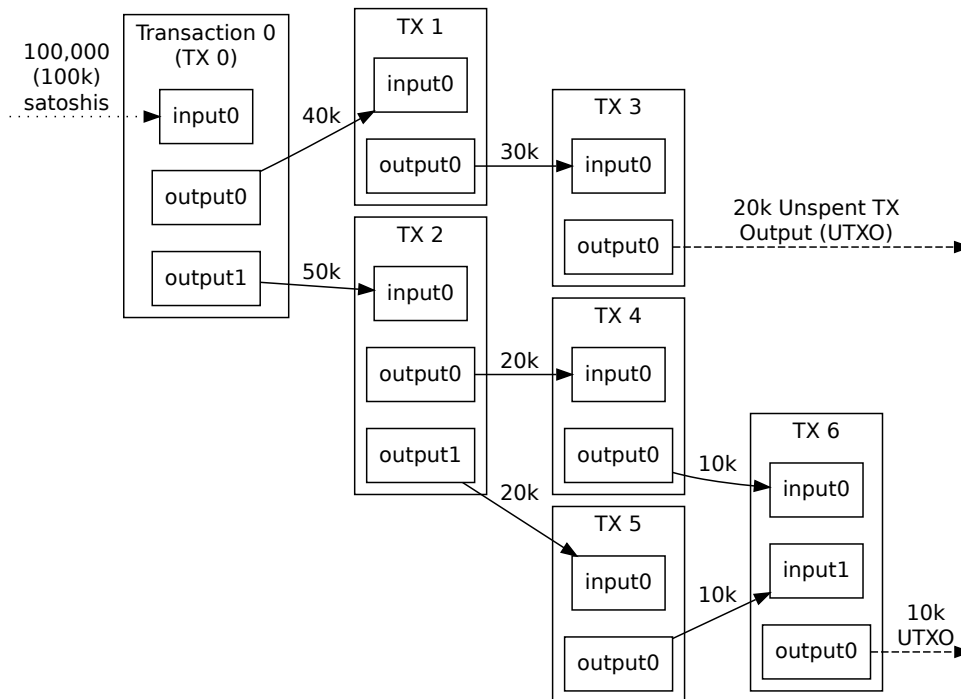 100,000
(100k)
satoshis
Transaction 0
(TX 0)
input0
output0
output1
40k
50k
TX 1
input0
output0
30k
TX 2
input0
output0
output1
20k
20k
TX 3
input0
output0
20k Unspent TX
Output (UTXO)
TX 4
input0
output0
10k
TX 5
input0
output0
10k
TX 6
input0
input1
output0
10k
UTXO